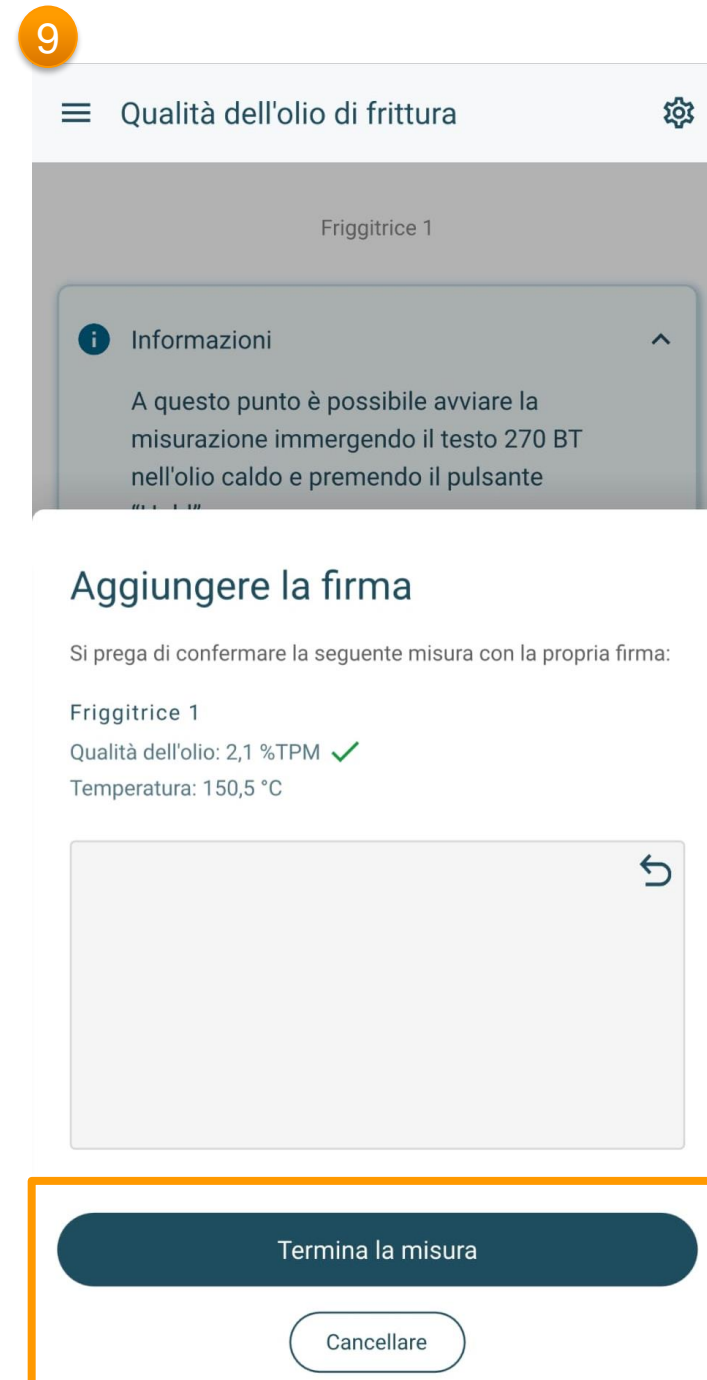 9
Qualità dell'olio di frittura
Friggitrice 1
Informazioni
A questo punto è possibile avviare la
misurazione immergendo il testo 270 BT
nell'olio caldo e premendo il pulsante
Aggiungere la firma
Si prega di confermare la seguente misura con la propria firma:
Friggitrice 1
Qualità dell'olio: 2,1 %TPM
Temperatura: 150,5 °C
Termina la misura
Cancellare